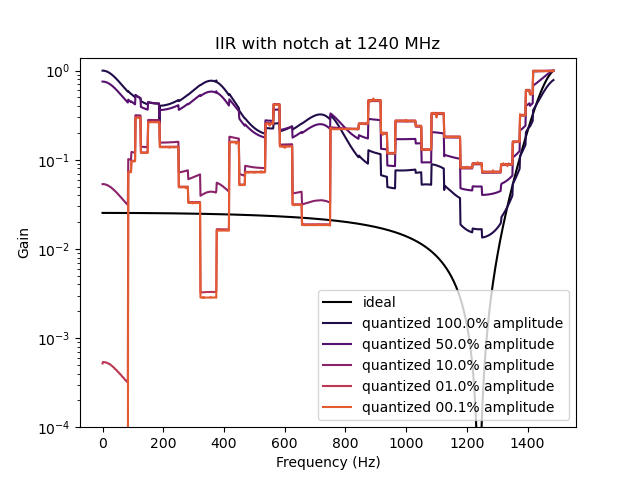 IIR with notch at 1240 MHz
Gain
10⁰
10⁻¹
10⁻²
10⁻³
10⁻⁴
ideal
quantized 100.0% amplitude
quantized 50.0% amplitude
quantized 10.0% amplitude
quantized 01.0% amplitude
quantized 00.1% amplitude
0 200 400 600 800 1000 1200 1400
Frequency (Hz)